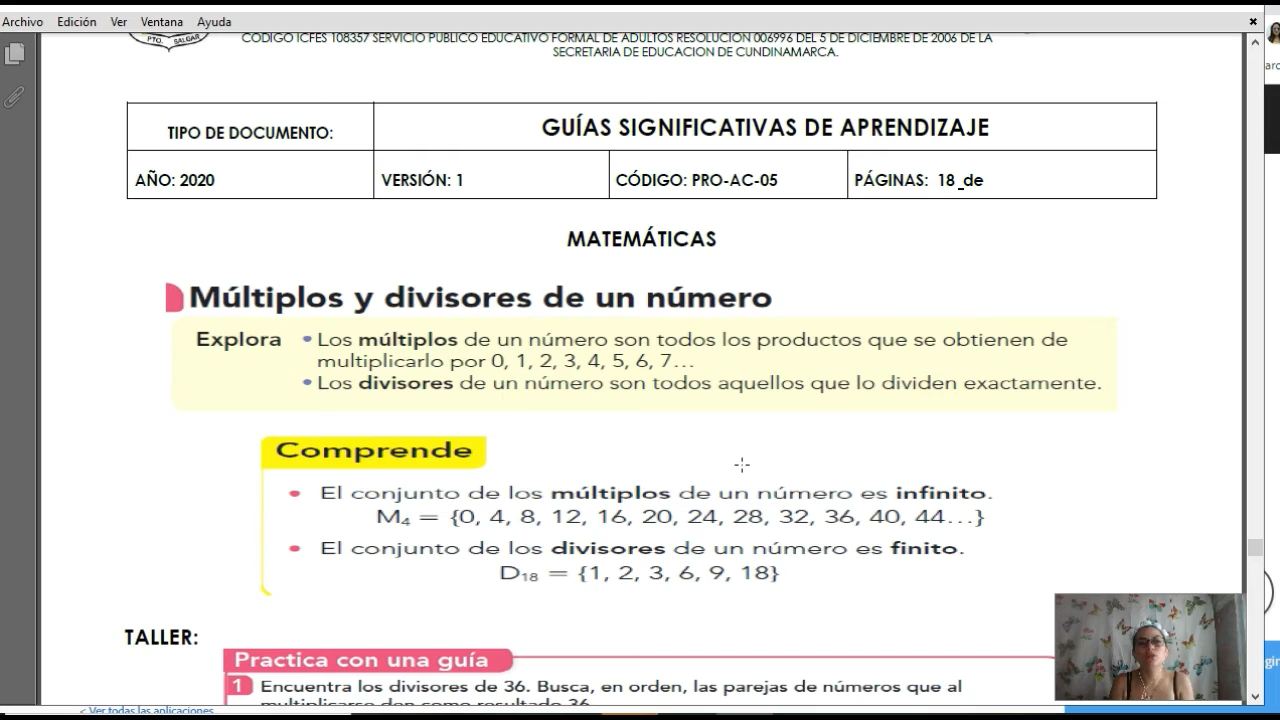 Archivo Edición Ver Ventana Ayuda
PTO. SALGAR
CODIGO ICFES 108357 SERVICIO PUBLICO EDUCATIVO FORMAL DE ADULTOS RESOLUCION 006996 DEL 5 DE DICIEMBRE DE 2006 DE LA
SECRETARIA DE EDUCACION DE CUNDINAMARCA.
TIPO DE DOCUMENTO: GUÍAS SIGNIFICATIVAS DE APRENDIZAJE
AÑO: 2020 VERSIÓN: 1 CÓDIGO: PRO-AC-05 PÁGINAS: 18 _de
MATEMÁTICAS
Múltiplos y divisores de un número
Explora • Los múltiplos de un número son todos los productos que se obtienen de
multiplicarlo por 0, 1, 2, 3, 4, 5, 6, 7...
• Los divisores de un número son todos aquellos que lo dividen exactamente.
Comprende
• El conjunto de los múltiplos de un número es infinito.
M₄ = {0, 4, 8, 12, 16, 20, 24, 28, 32, 36, 40, 44...}
• El conjunto de los divisores de un número es finito.
D₁₈ = {1, 2, 3, 6, 9, 18}
TALLER:
Practica con una guía
1 Encuentra los divisores de 36. Busca, en orden, las parejas de números que al
multiplicarse den como resultado 36.
< Ver todas las aplicaciones